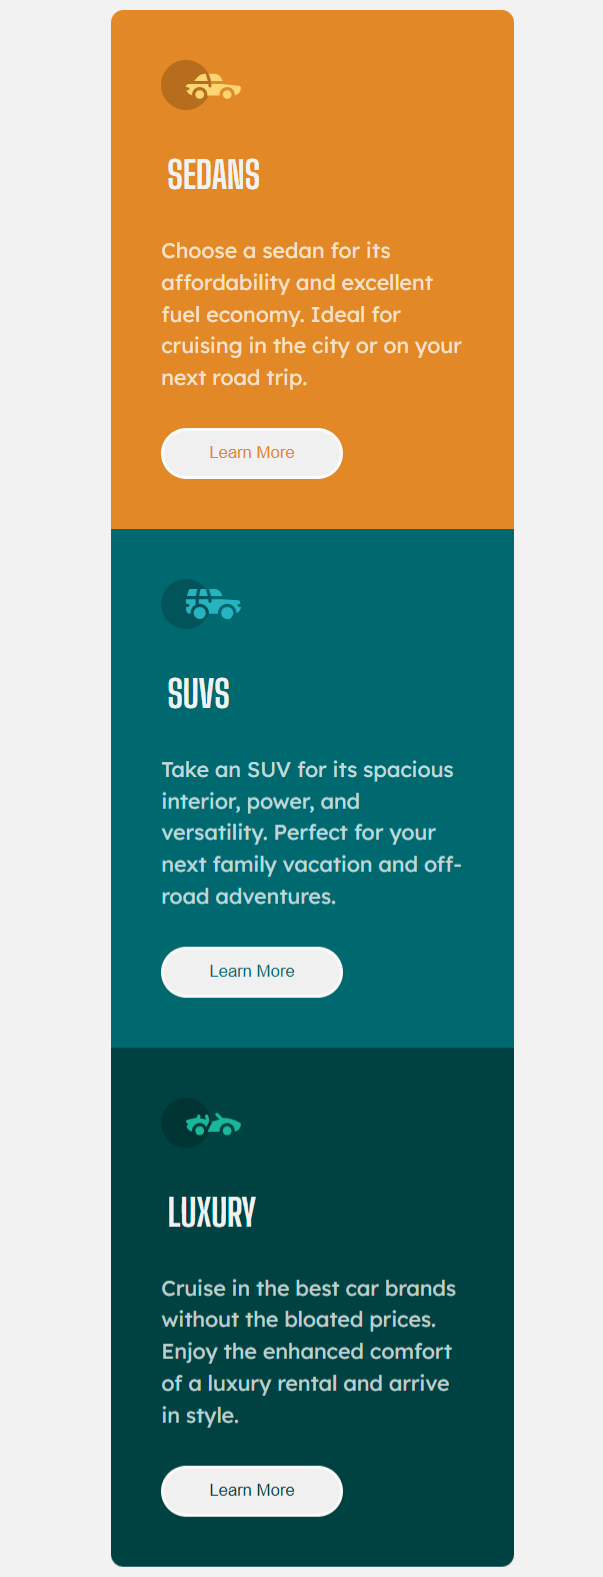 SEDANS
Choose a sedan for its
affordability and excellent
fuel economy. Ideal for
cruising in the city or on your
next road trip.
Learn More
SUVS
Take an SUV for its spacious
interior, power, and
versatility. Perfect for your
next family vacation and off-
road adventures.
Learn More
LUXURY
Cruise in the best car brands
without the bloated prices.
Enjoy the enhanced comfort
of a luxury rental and arrive
in style.
Learn More